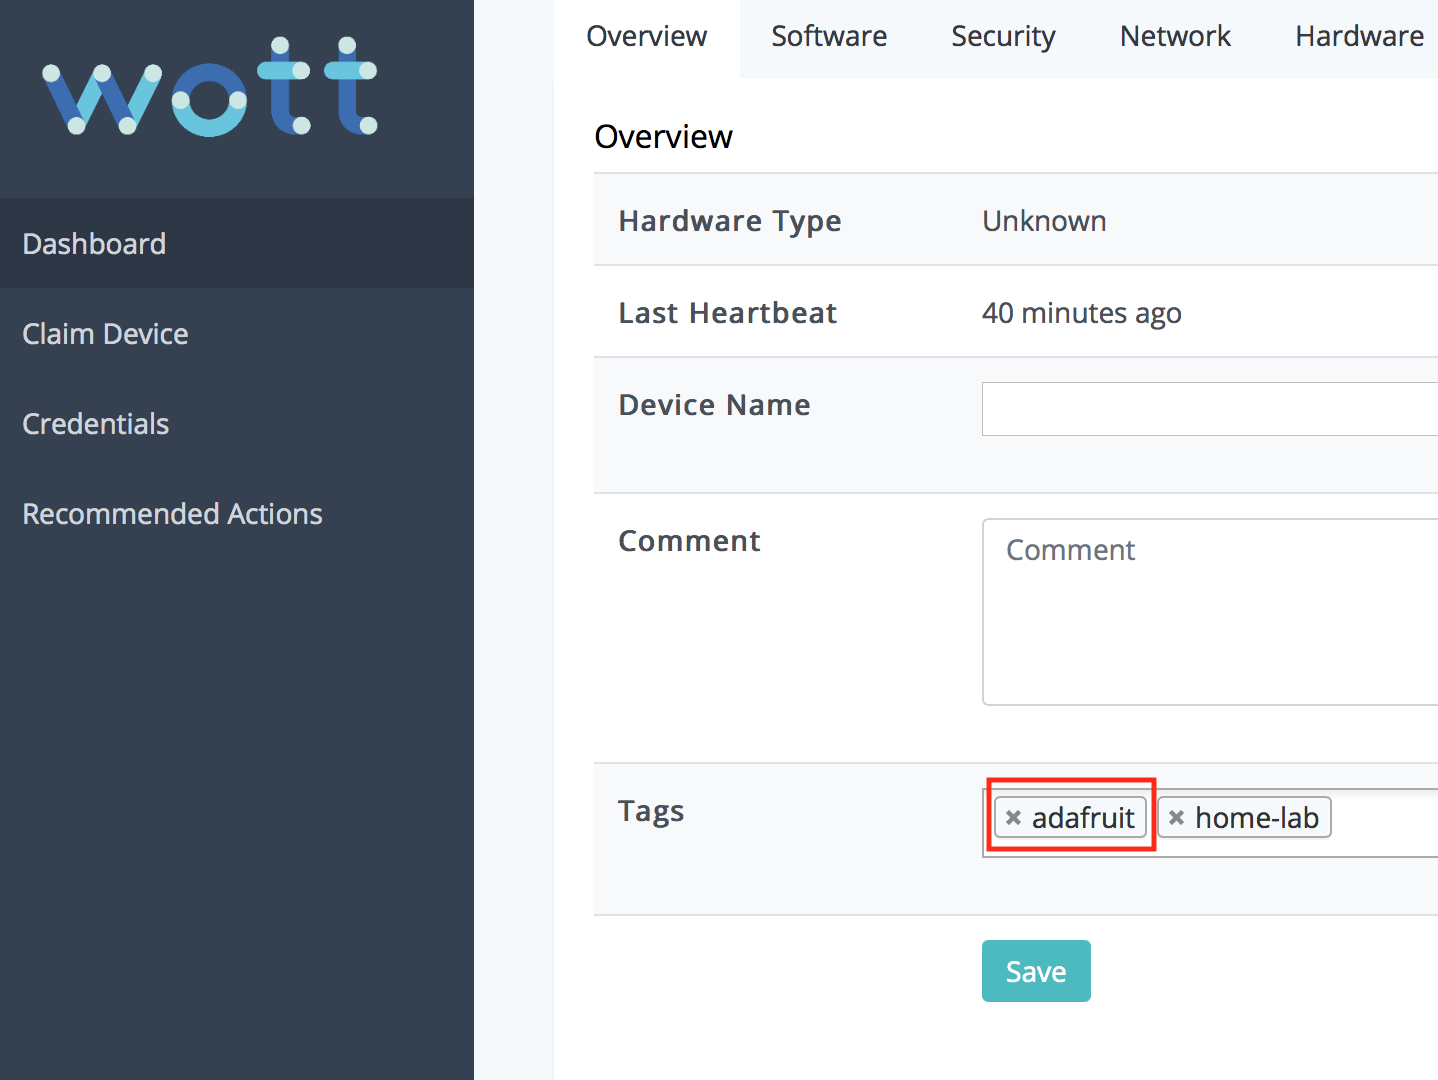 wott
Dashboard
Claim Device
Credentials
Recommended Actions
Overview Software Security Network Hardware
Overview
Hardware Type Unknown
Last Heartbeat 40 minutes ago
Device Name
Comment Comment
Tags × adafruit × home-lab
Save